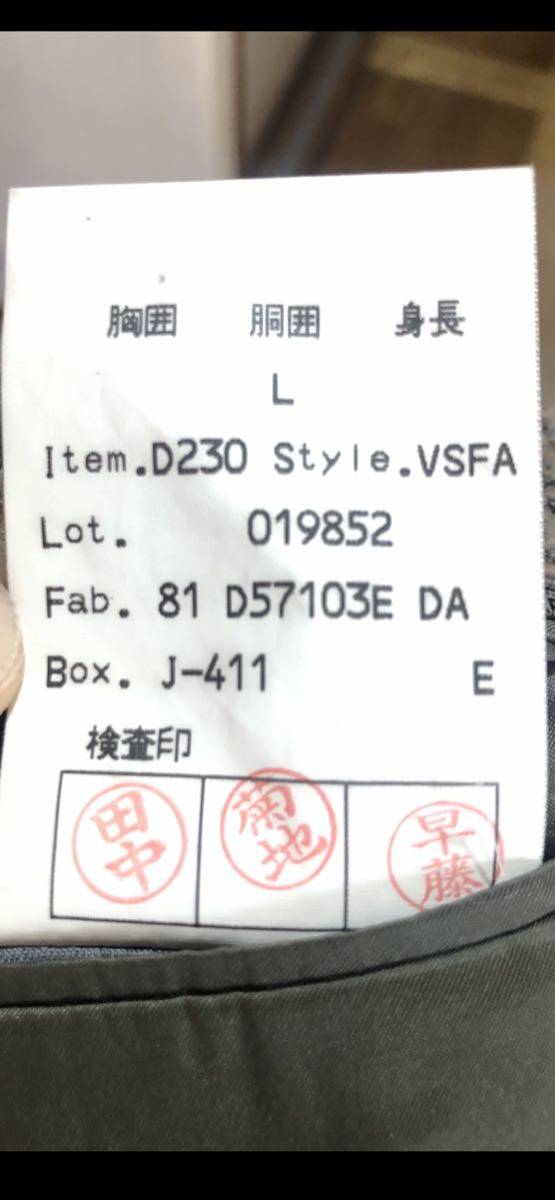 胸囲 胴囲 身長
L
Item.D230 Style.VSFA
Lot. 019852
Fab. 81 D57103E DA
Box. J-411 E
検査印
田中 菊地 早藤